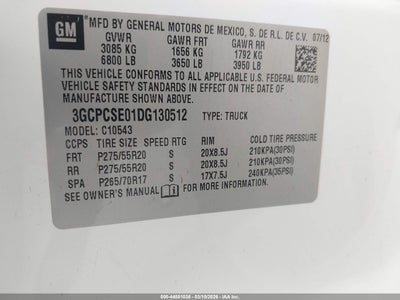 GM
MFD BY GENERAL MOTORS DE MEXICO, S. DE R.L. DE C.V. 07/12
GVWR GAWR FRT GAWR RR
3085 KG 1656 KG 1792 KG
6800 LB 3650 LB 3950 LB
THIS VEHICLE CONFORMS TO ALL APPLICABLE U.S. FEDERAL MOTOR
VEHICLE SAFETY STANDARDS IN EFFECT ON THE DATE OF
MANUFACTURE SHOWN ABOVE.
3GCPCSE01DG130512 TYPE: TRUCK
MODEL: C10543
CCPS TIRE SIZE SPEED RTG RIM COLD TIRE PRESSURE
FRT P275/55R20 S 20X8.5J 210KPA(30PSI)
RR P275/55R20 S 20X8.5J 210KPA(30PSI)
SPA P265/70R17 S 17X7.5J 240KPA(35PSI)
SEE OWNER'S MANUAL FOR MORE INFORMATION.